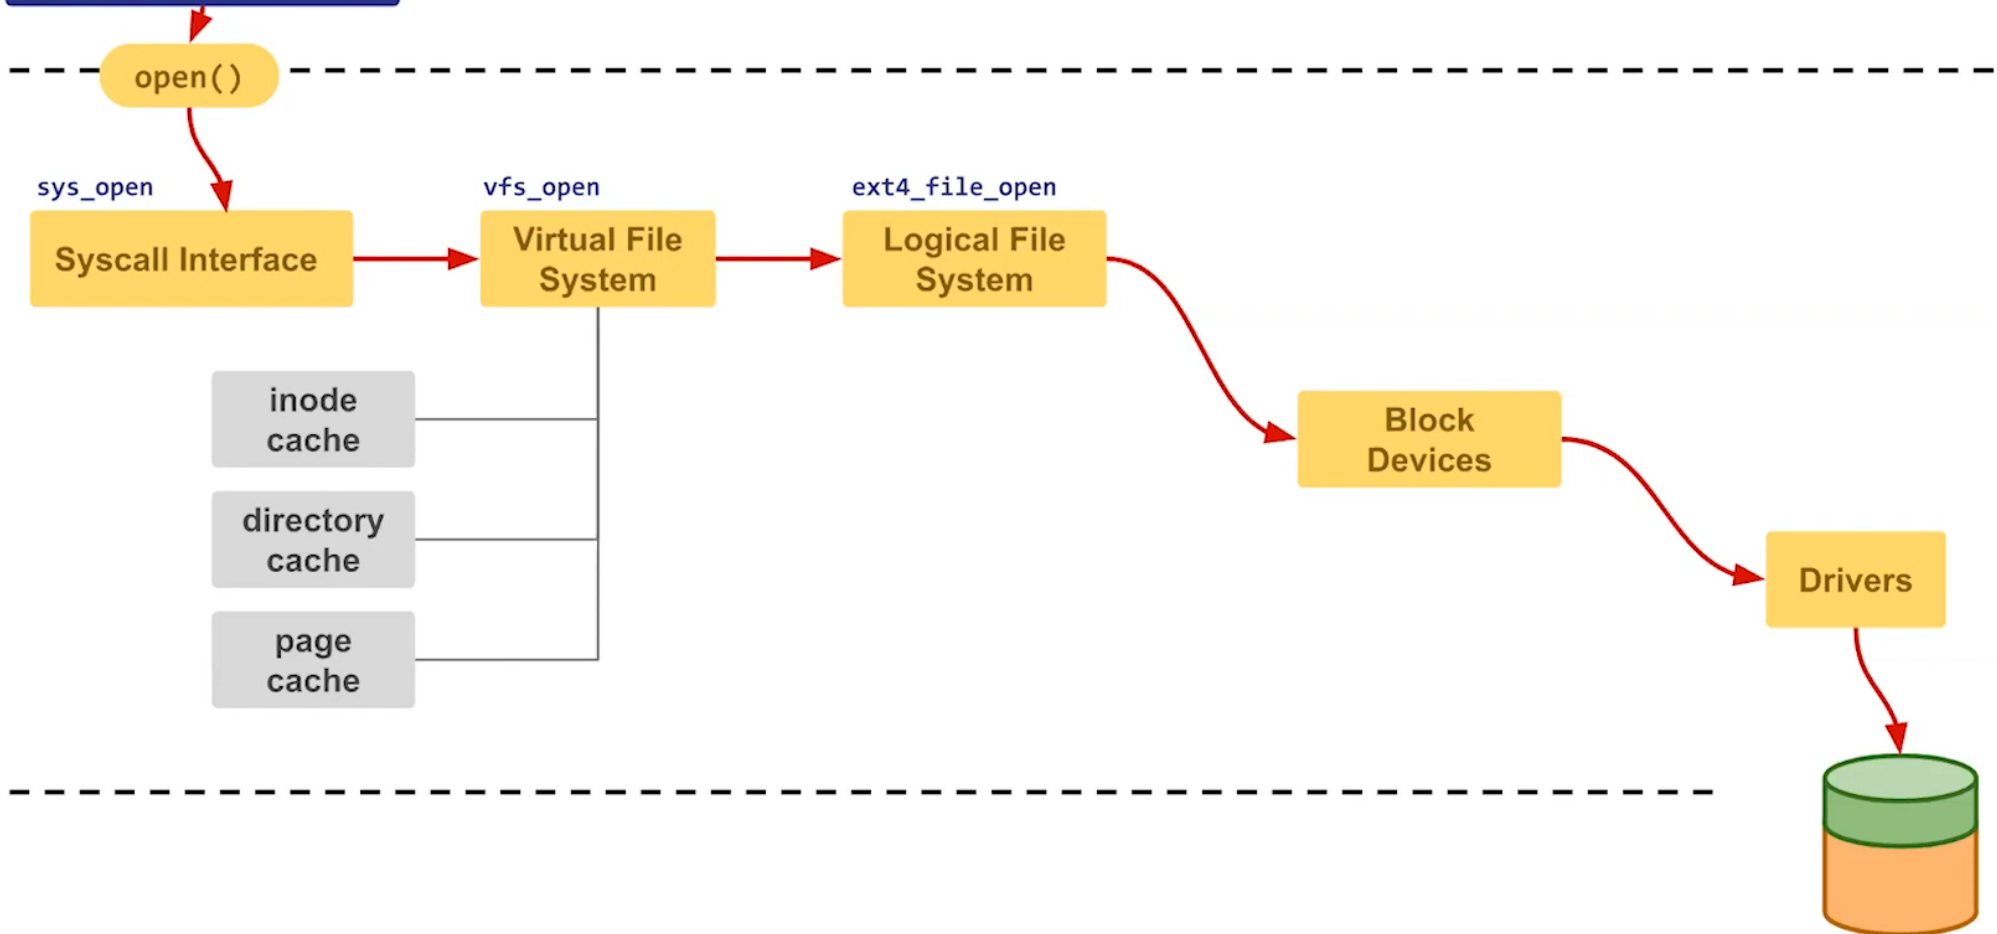 open()
sys_open
vfs_open
ext4_file_open
Syscall Interface
Virtual File
System
Logical File
System
inode
cache
Block
Devices
directory
cache
Drivers
page
cache